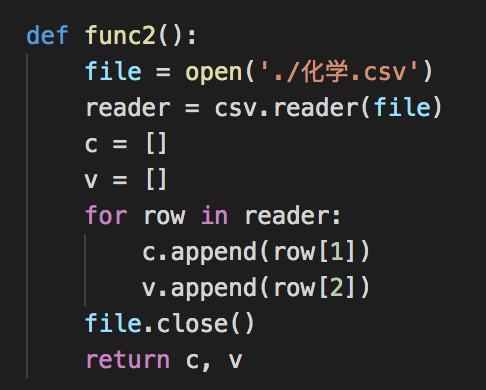 def func2():
    file = open('./化学.csv')
    reader = csv.reader(file)
    c = []
    v = []
    for row in reader:
        c.append(row[1])
        v.append(row[2])
    file.close()
    return c, v